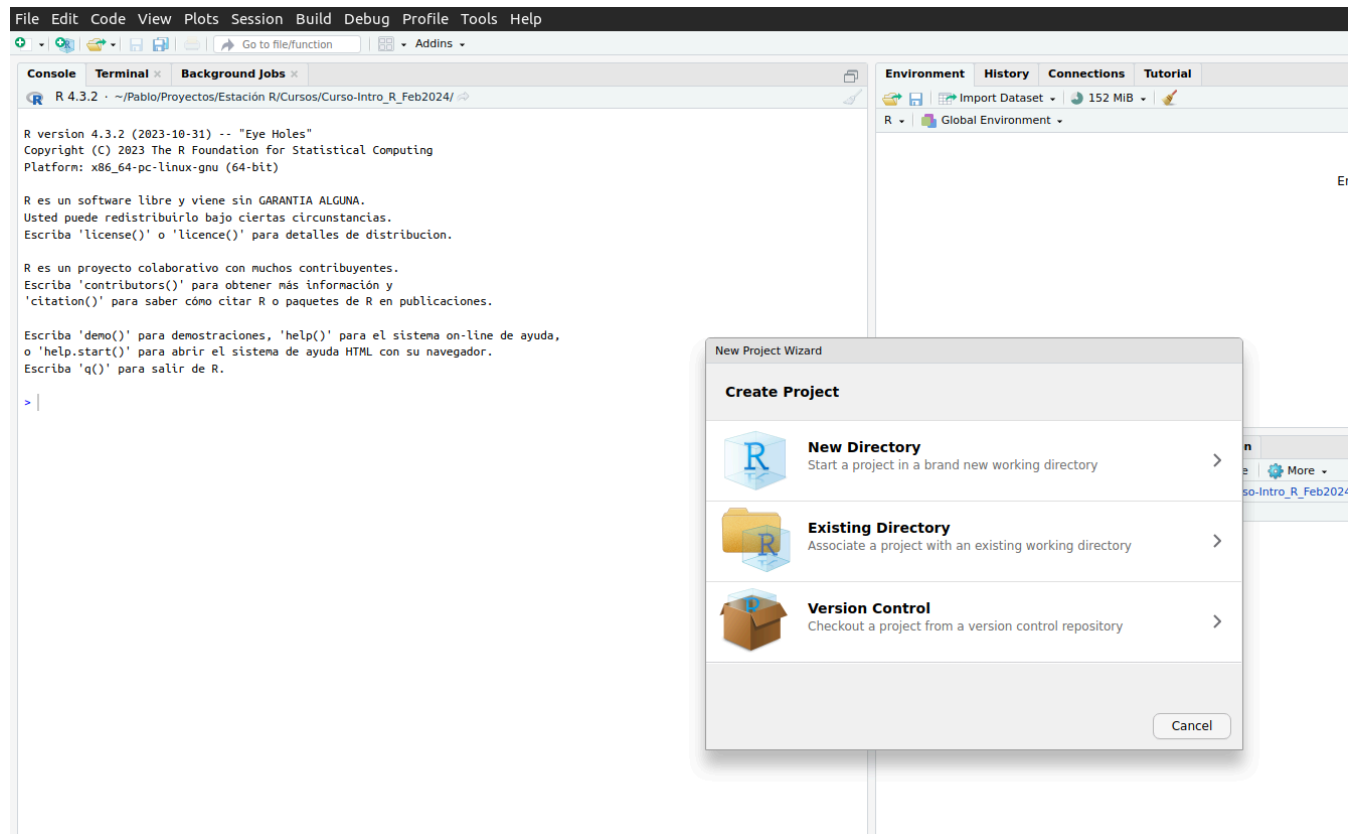 File Edit Code View Plots Session Build Debug Profile Tools Help
Go to file/function Addins
Console Terminal Background Jobs
R 4.3.2 · ~/Pablo/Proyectos/Estación R/Cursos/Curso-Intro_R_Feb2024/
R version 4.3.2 (2023-10-31) -- "Eye Holes"
Copyright (C) 2023 The R Foundation for Statistical Computing
Platform: x86_64-pc-linux-gnu (64-bit)
R es un software libre y viene sin GARANTIA ALGUNA.
Usted puede redistribuirlo bajo ciertas circunstancias.
Escriba 'license()' o 'licence()' para detalles de distribucion.
R es un proyecto colaborativo con muchos contribuyentes.
Escriba 'contributors()' para obtener más información y
'citation()' para saber cómo citar R o paquetes de R en publicaciones.
Escriba 'demo()' para demostraciones, 'help()' para el sistema on-line de ayuda,
o 'help.start()' para abrir el sistema de ayuda HTML con su navegador.
Escriba 'q()' para salir de R.
>
Environment History Connections Tutorial
Import Dataset 152 MiB
R Global Environment
New Project Wizard
Create Project
New Directory
Start a project in a brand new working directory
Existing Directory
Associate a project with an existing working directory
Version Control
Checkout a project from a version control repository
Cancel
More
so-Intro_R_Feb2024